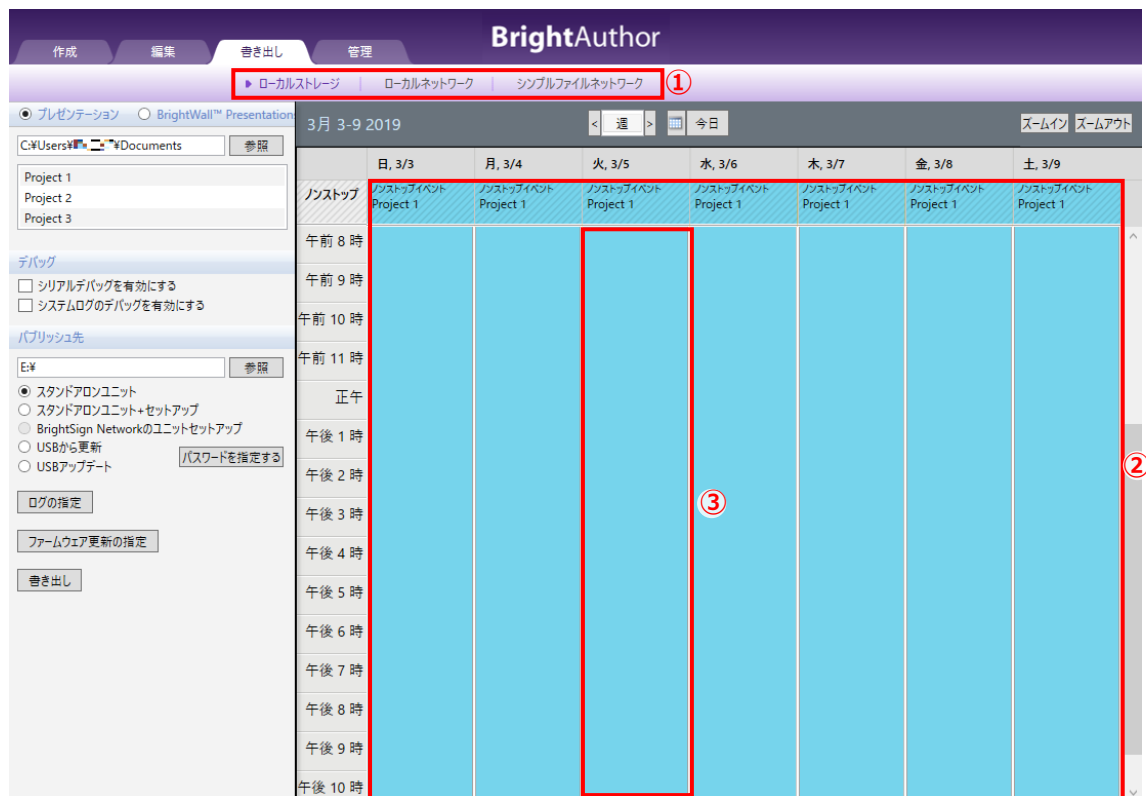 BrightAuthor
作成 編集 書き出し 管理
ローカルストレージ ローカルネットワーク シンプルファイルネットワーク ①
プレゼンテーション BrightWall™ Presentation
C:¥Users¥ ¥Documents 参照
Project 1
Project 2
Project 3
デバッグ
シリアルデバッグを有効にする
システムログのデバッグを有効にする
パブリッシュ先
E:¥ 参照
スタンドアロンユニット
スタンドアロンユニット+セットアップ
BrightSign Networkのユニットセットアップ
USBから更新
USBアップデート
パスワードを指定する
ログの指定
ファームウェア更新の指定
書き出し
3月 3-9 2019 < 週 > 今日 ズームイン ズームアウト
日, 3/3 月, 3/4 火, 3/5 水, 3/6 木, 3/7 金, 3/8 土, 3/9
ノンストップ
ノンストップイベント ノンストップイベント ノンストップイベント ノンストップイベント ノンストップイベント ノンストップイベント ノンストップイベント
Project 1 Project 1 Project 1 Project 1 Project 1 Project 1 Project 1
午前 8 時
午前 9 時
午前 10 時
午前 11 時
正午
午後 1 時
午後 2 時
②
午後 3 時
③
午後 4 時
午後 5 時
午後 6 時
午後 7 時
午後 8 時
午後 9 時
午後 10 時